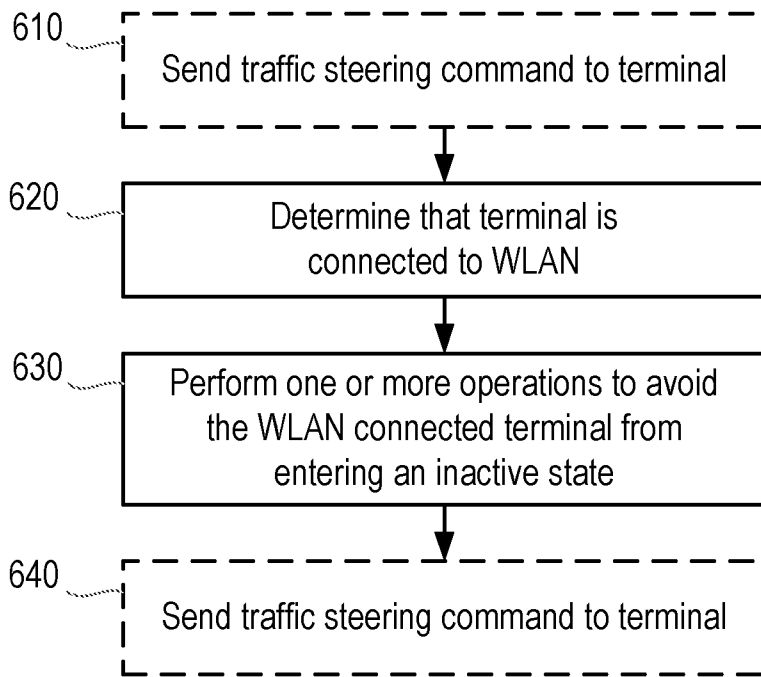 610
Send traffic steering command to terminal
620
Determine that terminal is
connected to WLAN
630
Perform one or more operations to avoid
the WLAN connected terminal from
entering an inactive state
640
Send traffic steering command to terminal